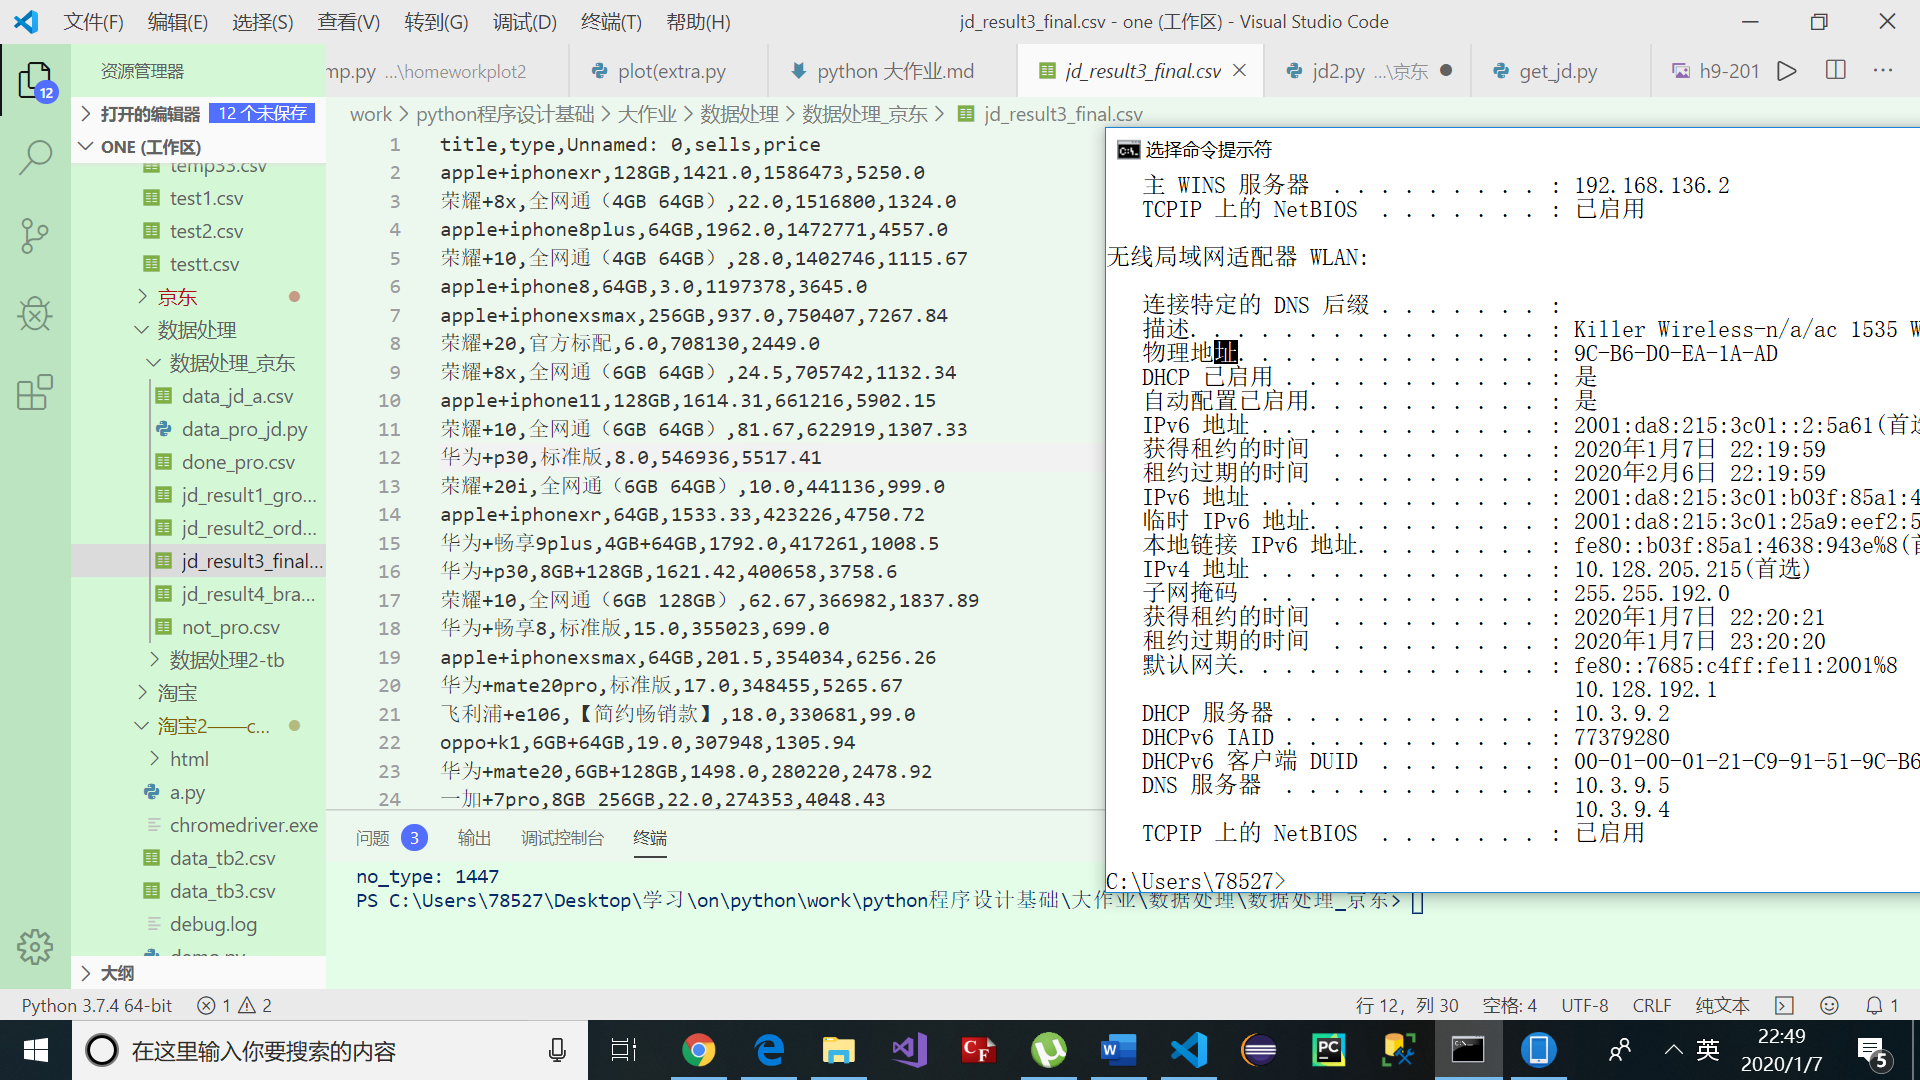 文件(F) 编辑(E) 选择(S) 查看(V) 转到(G) 调试(D) 终端(T) 帮助(H) jd_result3_final.csv - one (工作区) - Visual Studio Code
资源管理器
mp.py ...\homeworkplot2 plot(extra.py python 大作业.md jd_result3_final.csv jd2.py ...\京东 get_jd.py h9-201
12
打开的编辑器 12 个未保存
work > python程序设计基础 > 大作业 > 数据处理 > 数据处理_京东 > jd_result3_final.csv
ONE (工作区)
temp33.csv
test1.csv
test2.csv
testt.csv
京东
数据处理
数据处理_京东
data_jd_a.csv
data_pro_jd.py
done_pro.csv
jd_result1_gro...
jd_result2_ord...
jd_result3_final...
jd_result4_bra...
not_pro.csv
数据处理2-tb
淘宝
淘宝2——c...
html
a.py
chromedriver.exe
data_tb2.csv
data_tb3.csv
debug.log
demo.py
大纲
1 title,type,Unnamed: 0,sells,price
2 apple+iphonexr,128GB,1421.0,1586473,5250.0
3 荣耀+8x,全网通（4GB 64GB）,22.0,1516800,1324.0
4 apple+iphone8plus,64GB,1962.0,1472771,4557.0
5 荣耀+10,全网通（4GB 64GB）,28.0,1402746,1115.67
6 apple+iphone8,64GB,3.0,1197378,3645.0
7 apple+iphonexsmax,256GB,937.0,750407,7267.84
8 荣耀+20,官方标配,6.0,708130,2449.0
9 荣耀+8x,全网通（6GB 64GB）,24.5,705742,1132.34
10 apple+iphone11,128GB,1614.31,661216,5902.15
11 荣耀+10,全网通（6GB 64GB）,81.67,622919,1307.33
12 华为+p30,标准版,8.0,546936,5517.41
13 荣耀+20i,全网通（6GB 64GB）,10.0,441136,999.0
14 apple+iphonexr,64GB,1533.33,423226,4750.72
15 华为+畅享9plus,4GB+64GB,1792.0,417261,1008.5
16 华为+p30,8GB+128GB,1621.42,400658,3758.6
17 荣耀+10,全网通（6GB 128GB）,62.67,366982,1837.89
18 华为+畅享8,标准版,15.0,355023,699.0
19 apple+iphonexsmax,64GB,201.5,354034,6256.26
20 华为+mate20pro,标准版,17.0,348455,5265.67
21 飞利浦+e106,【简约畅销款】,18.0,330681,99.0
22 oppo+k1,6GB+64GB,19.0,307948,1305.94
23 华为+mate20,6GB+128GB,1498.0,280220,2478.92
24 一加+7pro,8GB 256GB,22.0,274353,4048.43
问题 3 输出 调试控制台 终端
no_type: 1447
PS C:\Users\78527\Desktop\学习\on\python\work\python程序设计基础\大作业\数据处理\数据处理_京东>
选择命令提示符
主 WINS 服务器 . . . . . . . . . : 192.168.136.2
TCPIP 上的 NetBIOS . . . . . . . : 已启用
无线局域网适配器 WLAN:
连接特定的 DNS 后缀 . . . . . . . :
描述. . . . . . . . . . . . . . . : Killer Wireless-n/a/ac 1535 W
物理地址. . . . . . . . . . . . . : 9C-B6-D0-EA-1A-AD
DHCP 已启用 . . . . . . . . . . . : 是
自动配置已启用. . . . . . . . . . : 是
IPv6 地址 . . . . . . . . . . . . : 2001:da8:215:3c01::2:5a61(首选
获得租约的时间 . . . . . . . . . : 2020年1月7日 22:19:59
租约过期的时间 . . . . . . . . . : 2020年2月6日 22:19:59
IPv6 地址 . . . . . . . . . . . . : 2001:da8:215:3c01:b03f:85a1:4
临时 IPv6 地址. . . . . . . . . . : 2001:da8:215:3c01:25a9:eef2:5
本地链接 IPv6 地址. . . . . . . . : fe80::b03f:85a1:4638:943e%8(首
IPv4 地址 . . . . . . . . . . . . : 10.128.205.215(首选)
子网掩码 . . . . . . . . . . . . : 255.255.192.0
获得租约的时间 . . . . . . . . . : 2020年1月7日 22:20:21
租约过期的时间 . . . . . . . . . : 2020年1月7日 23:20:20
默认网关. . . . . . . . . . . . . : fe80::7685:c4ff:fe11:2001%8
10.128.192.1
DHCP 服务器 . . . . . . . . . . . : 10.3.9.2
DHCPv6 IAID . . . . . . . . . . . : 77379280
DHCPv6 客户端 DUID . . . . . . . : 00-01-00-01-21-C9-91-51-9C-B6
DNS 服务器 . . . . . . . . . . . : 10.3.9.5
10.3.9.4
TCPIP 上的 NetBIOS . . . . . . . : 已启用
C:\Users\78527>
Python 3.7.4 64-bit 1 2 行 12，列 30 空格: 4 UTF-8 CRLF 纯文本 1
在这里输入你要搜索的内容 英 22:49
2020/1/7 5